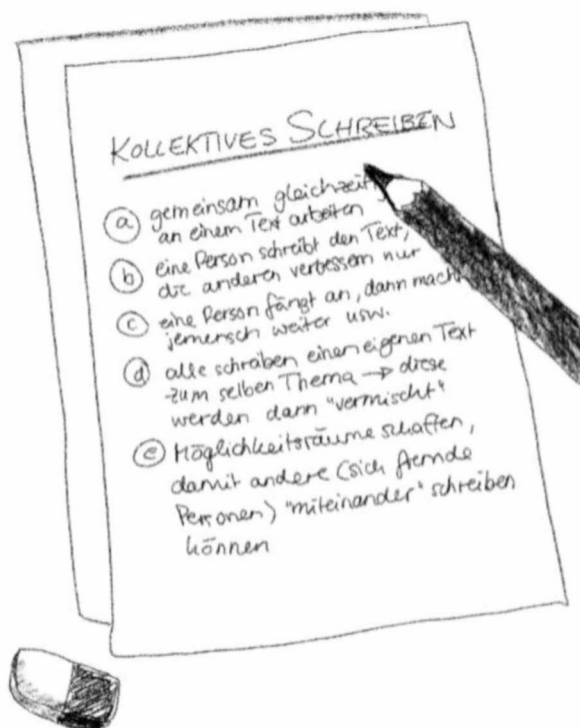 KOLLEKTIVES SCHREIBEN
a gemeinsam gleichzeitig
an einem Text arbeiten
b eine Person schreibt den Text,
die anderen verbessern nur
c eine Person fängt an, dann macht
jemensch weiter usw.
d alle schreiben einen eigenen Text
zum selben Thema → diese
werden dann "vermischt"
e Möglichkeitsräume schaffen,
damit andere (sich fremde
Personen) "miteinander" schreiben
können